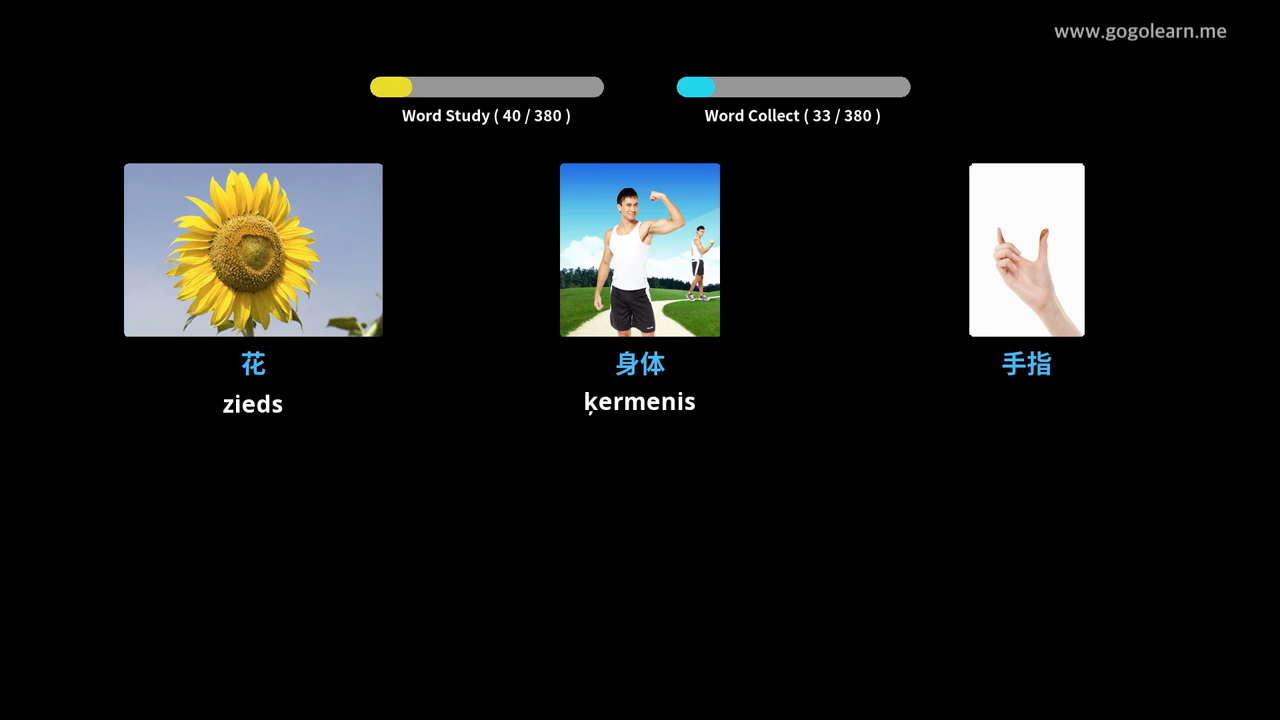 www.gogolearn.me
Word Study ( 40 / 380 )
Word Collect ( 33 / 380 )
花
身体
手指
zieds
ķermenis